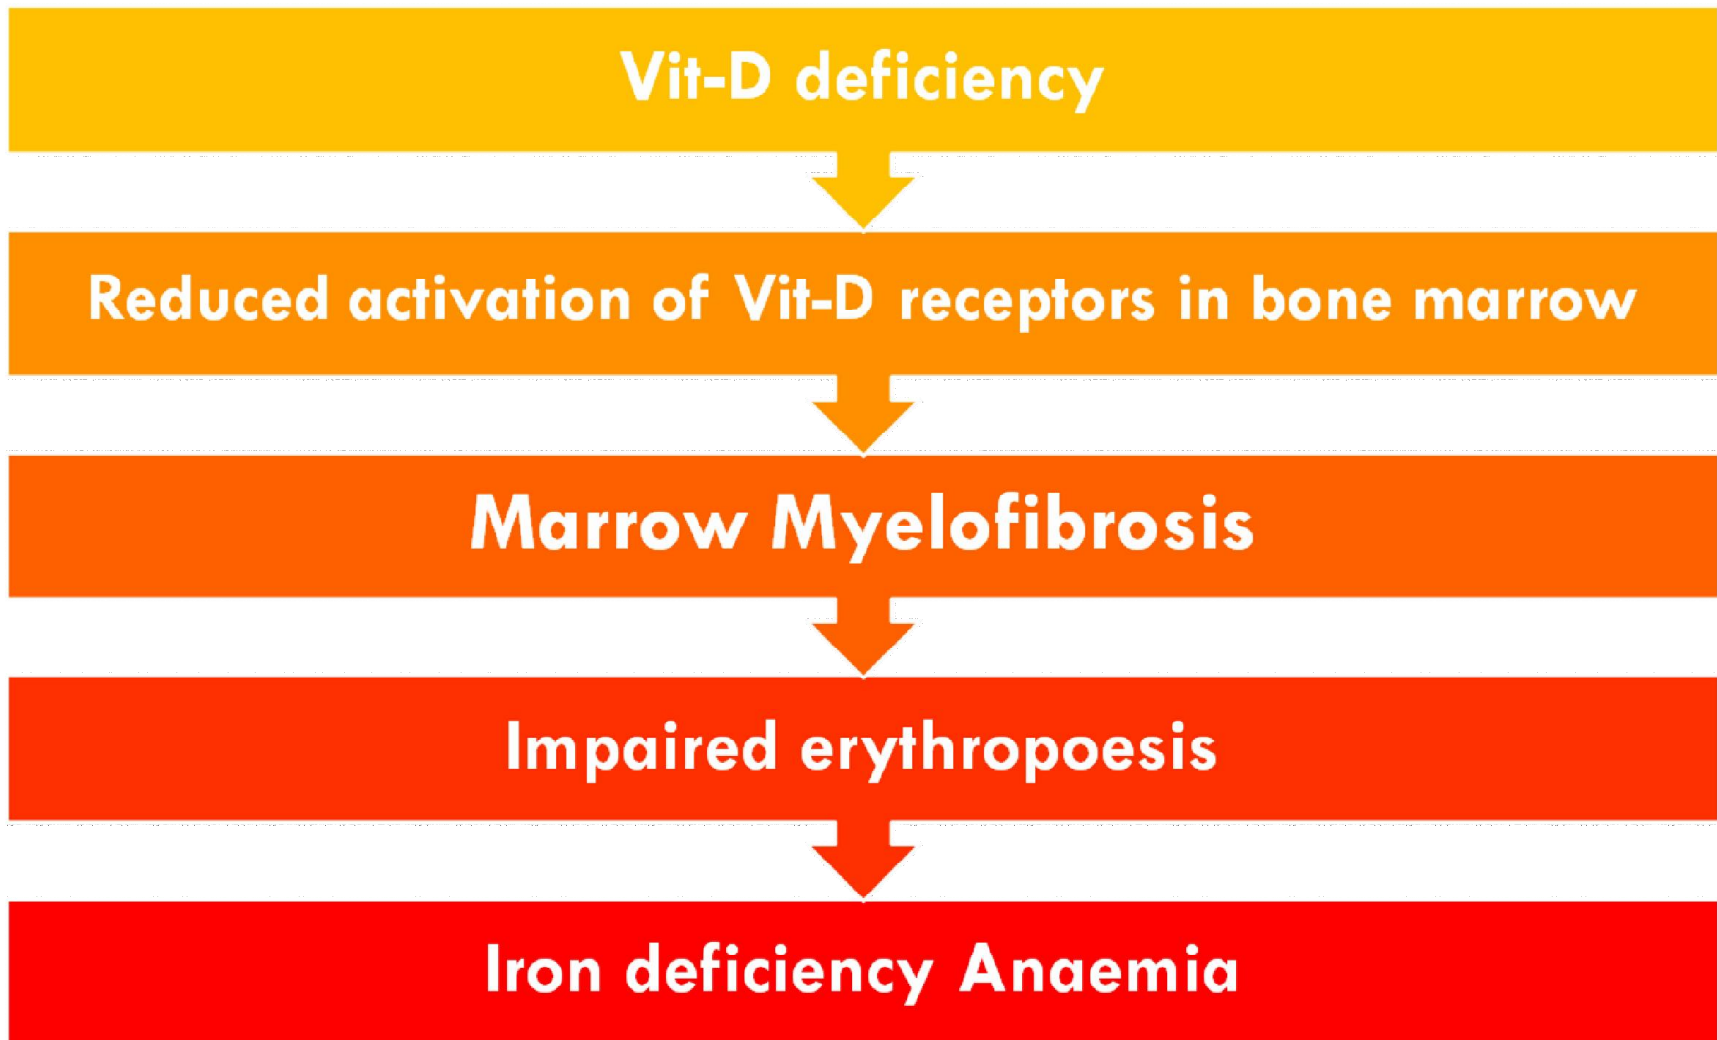 Vit-D deficiency
Reduced activation of Vit-D receptors in bone marrow
Marrow Myelofibrosis
Impaired erythropoesis
Iron deficiency Anaemia